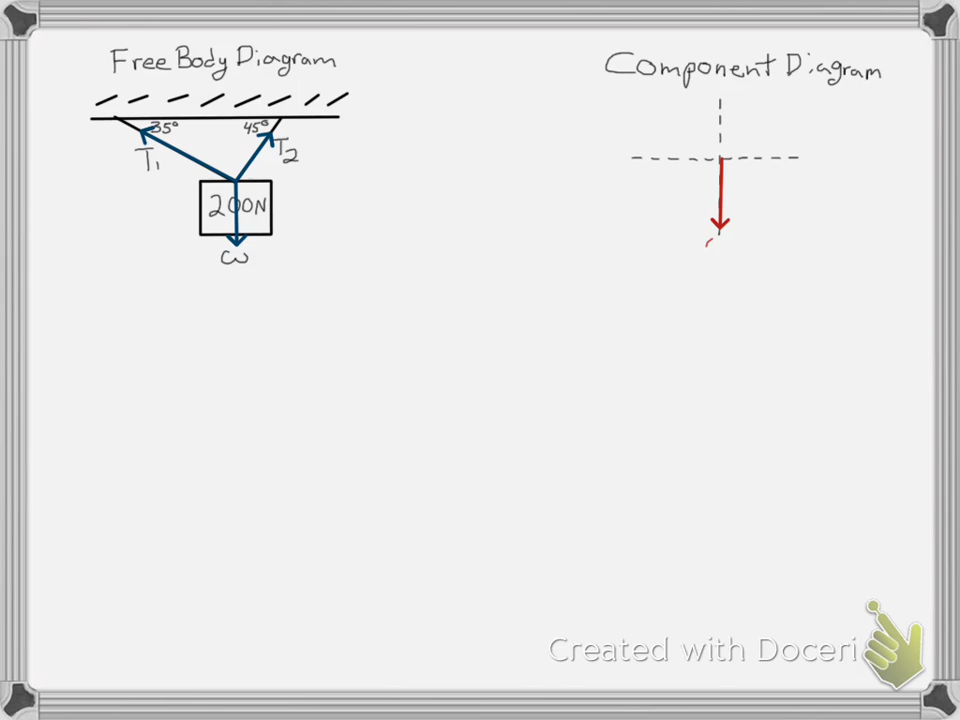 Free Body Diagram
Component Diagram
35° 45°
T₁ T₂
200N
ω
Created with Doceri